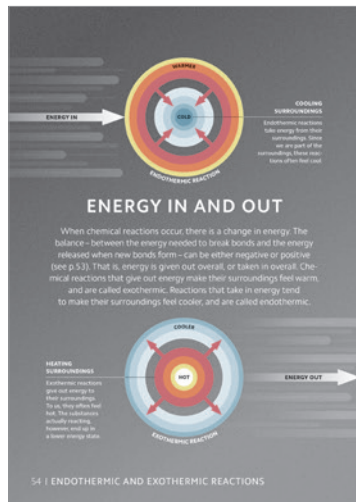 WARMER
ENERGY IN
COLD
COOLING
SURROUNDINGS
Endothermic reactions
take energy from their
surroundings. Since
we are part of the
surroundings, these reac-
tions often feel cool.
ENDOTHERMIC REACTION
ENERGY IN AND OUT
When chemical reactions occur, there is a change in energy. The
balance – between the energy needed to break bonds and the energy
released when new bonds form – can be either negative or positive
(see p.53). That is, energy is given out overall, or taken in overall. Che-
mical reactions that give out energy make their surroundings feel warm,
and are called exothermic. Reactions that take in energy tend
to make their surroundings feel cooler, and are called endothermic.
COOLER
HEATING
SURROUNDINGS
Exothermic reactions
give out energy to
their surroundings.
To us, they often feel
hot. The substances
actually reacting,
however, end up in
a lower energy state.
HOT
ENERGY OUT
EXOTHERMIC REACTION
54 | ENDOTHERMIC AND EXOTHERMIC REACTIONS